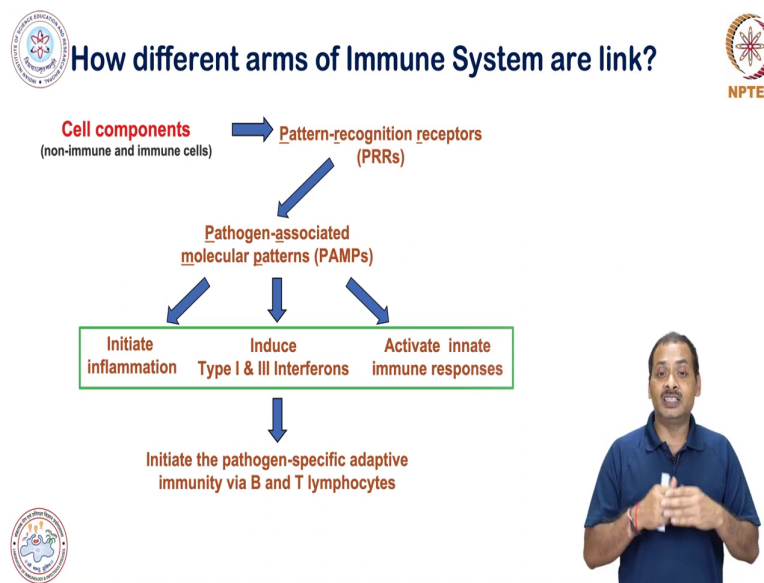 How different arms of Immune System are link?
NPTE
Cell components
(non-immune and immune cells)
Pattern-recognition receptors
(PRRs)
Pathogen-associated
molecular patterns (PAMPs)
Initiate
inflammation
Induce
Type I & III Interferons
Activate innate
immune responses
Initiate the pathogen-specific adaptive
immunity via B and T lymphocytes